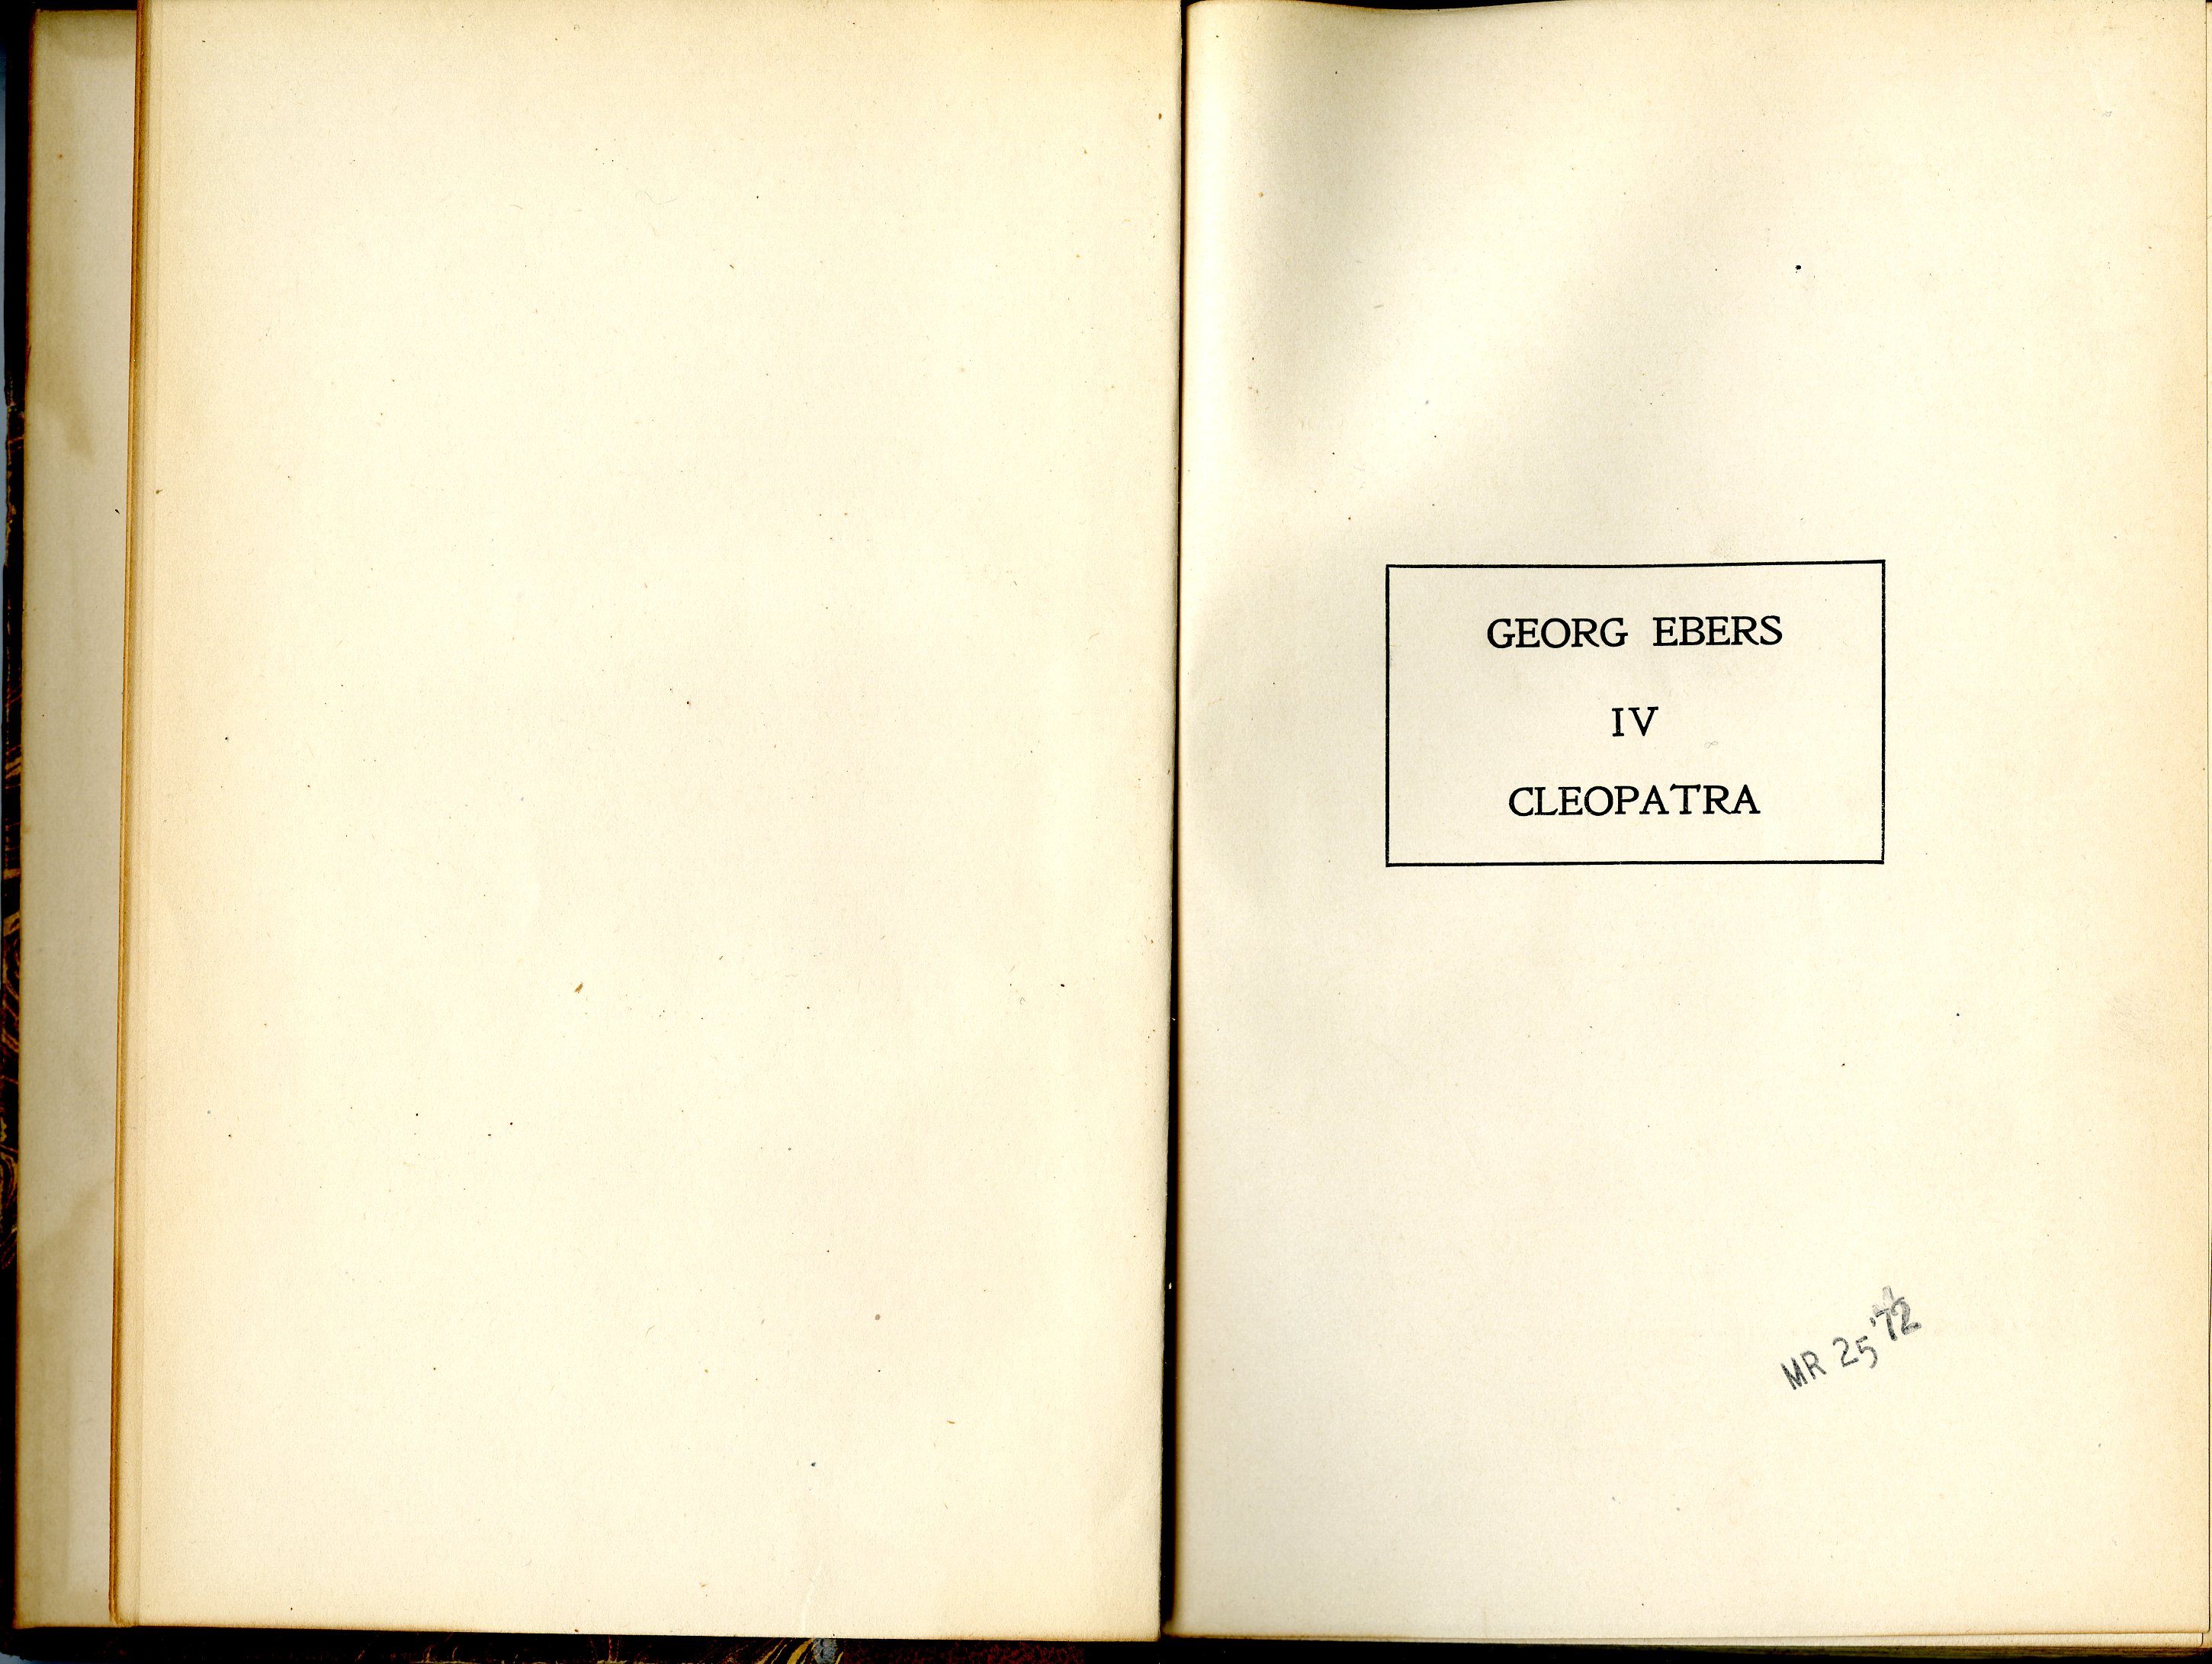 GEORG EBERS
IV
CLEOPATRA
MR 25 '72